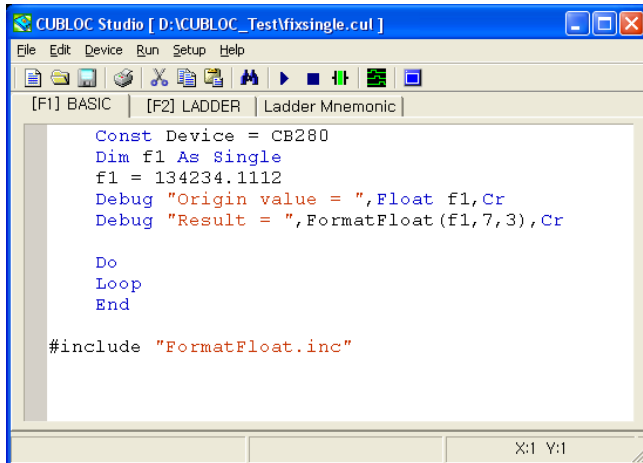 CUBLOC Studio [ D:\CUBLOC_Test\fixsingle.cul ]
File Edit Device Run Setup Help
[F1] BASIC [F2] LADDER Ladder Mnemonic
Const Device = CB280
Dim f1 As Single
f1 = 134234.1112
Debug "Origin value = ",Float f1,Cr
Debug "Result = ",FormatFloat(f1,7,3),Cr
Do
Loop
End
#include "FormatFloat.inc"
X:1 Y:1